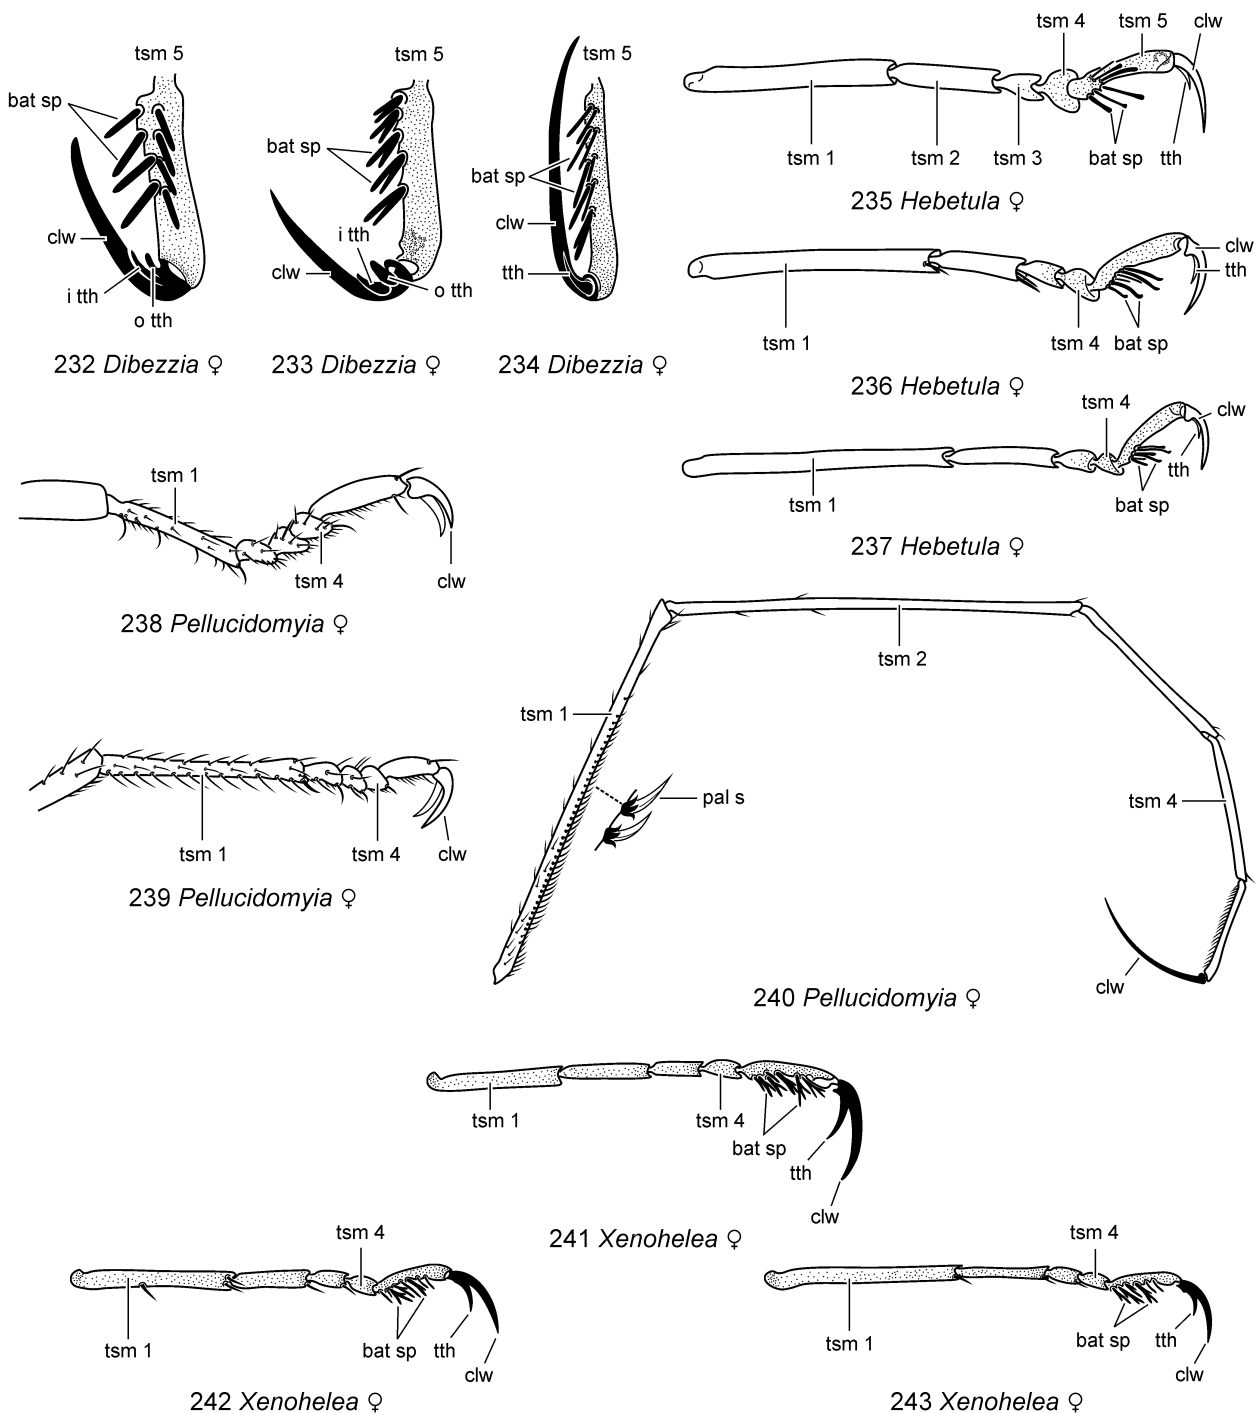 tsm 5
bat sp
clw
i tth
o tth
232 Dibezzia ♀
tsm 5
bat sp
i tth
clw
o tth
233 Dibezzia ♀
tsm 5
bat sp
clw
tth
234 Dibezzia ♀
tsm 4
tsm 5
clw
tsm 1
tsm 2
tsm 3
bat sp
tth
235 Hebetula ♀
clw
tth
tsm 1
tsm 4
bat sp
236 Hebetula ♀
tsm 4
clw
tth
tsm 1
bat sp
237 Hebetula ♀
tsm 1
tsm 4
clw
238 Pellucidomyia ♀
tsm 1
tsm 4
clw
239 Pellucidomyia ♀
tsm 2
tsm 1
pal s
tsm 4
clw
240 Pellucidomyia ♀
tsm 1
tsm 4
bat sp
tth
clw
241 Xenohelea ♀
tsm 4
tsm 1
bat sp
tth
clw
242 Xenohelea ♀
tsm 4
tsm 1
bat sp
tth
clw
243 Xenohelea ♀